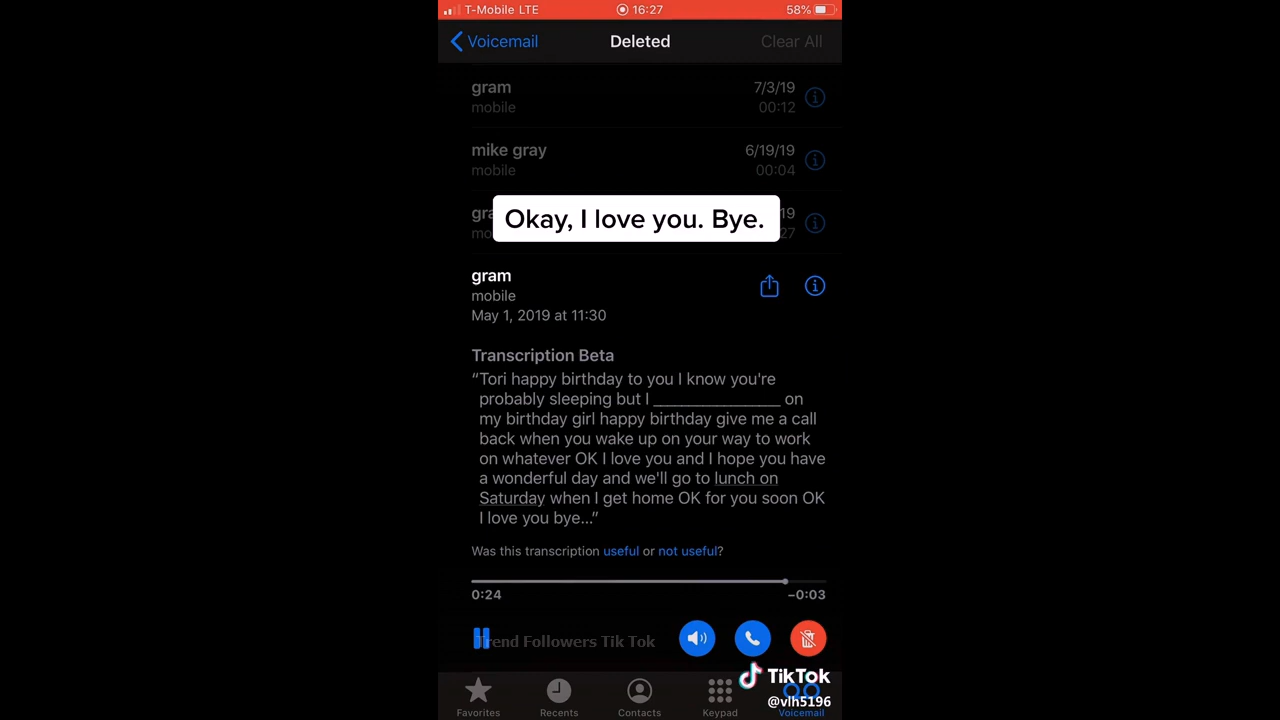 T-Mobile LTE 16:27 58%
Voicemail Deleted Clear All
gram 7/3/19
mobile 00:12
mike gray 6/19/19
mobile 00:04
Okay, I love you. Bye.
gram
mobile
May 1, 2019 at 11:30
Transcription Beta
“Tori happy birthday to you I know you're
probably sleeping but I ________________ on
my birthday girl happy birthday give me a call
back when you wake up on your way to work
on whatever OK I love you and I hope you have
a wonderful day and we'll go to lunch on
Saturday when I get home OK for you soon OK
I love you bye...”
Was this transcription useful or not useful?
0:24 −0:03
Trend Followers Tik Tok
TikTok
@vlh5196
Favorites Recents Contacts Keypad Voicemail